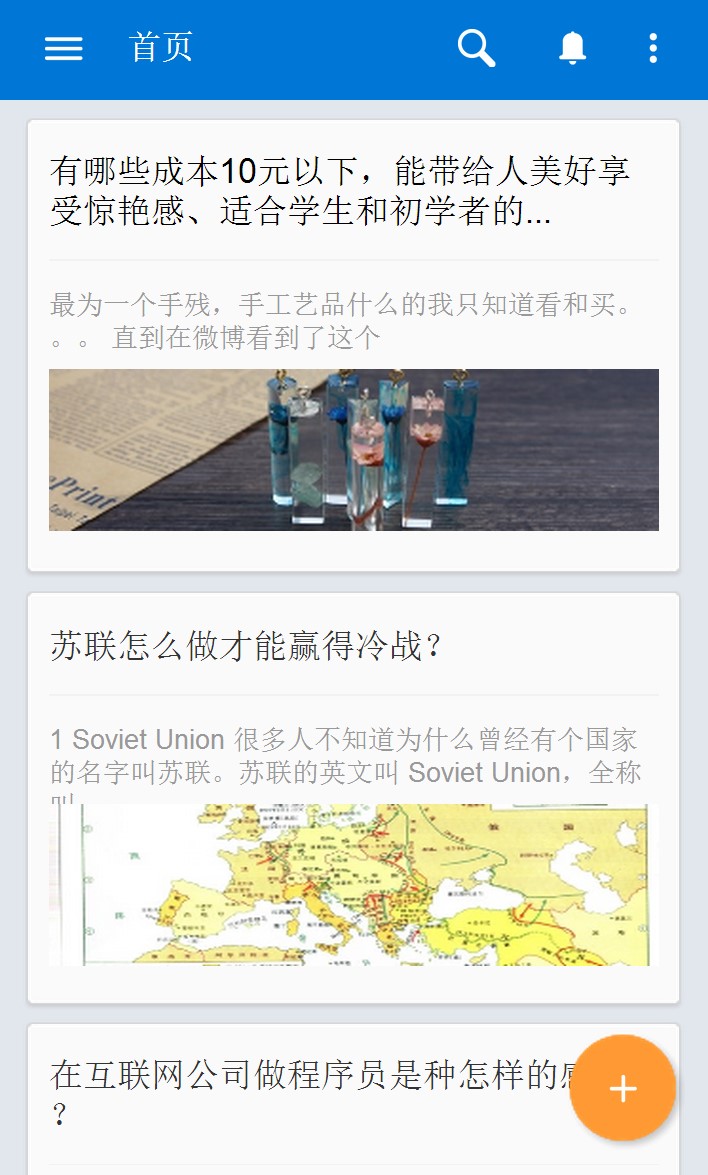 首页
有哪些成本10元以下，能带给人美好享
受惊艳感、适合学生和初学者的...
最为一个手残，手工艺品什么的我只知道看和买。
。。 直到在微博看到了这个
Print
苏联怎么做才能赢得冷战？
1 Soviet Union 很多人不知道为什么曾经有个国家
的名字叫苏联。苏联的英文叫 Soviet Union，全称
叫
俄 国
在互联网公司做程序员是种怎样的
？